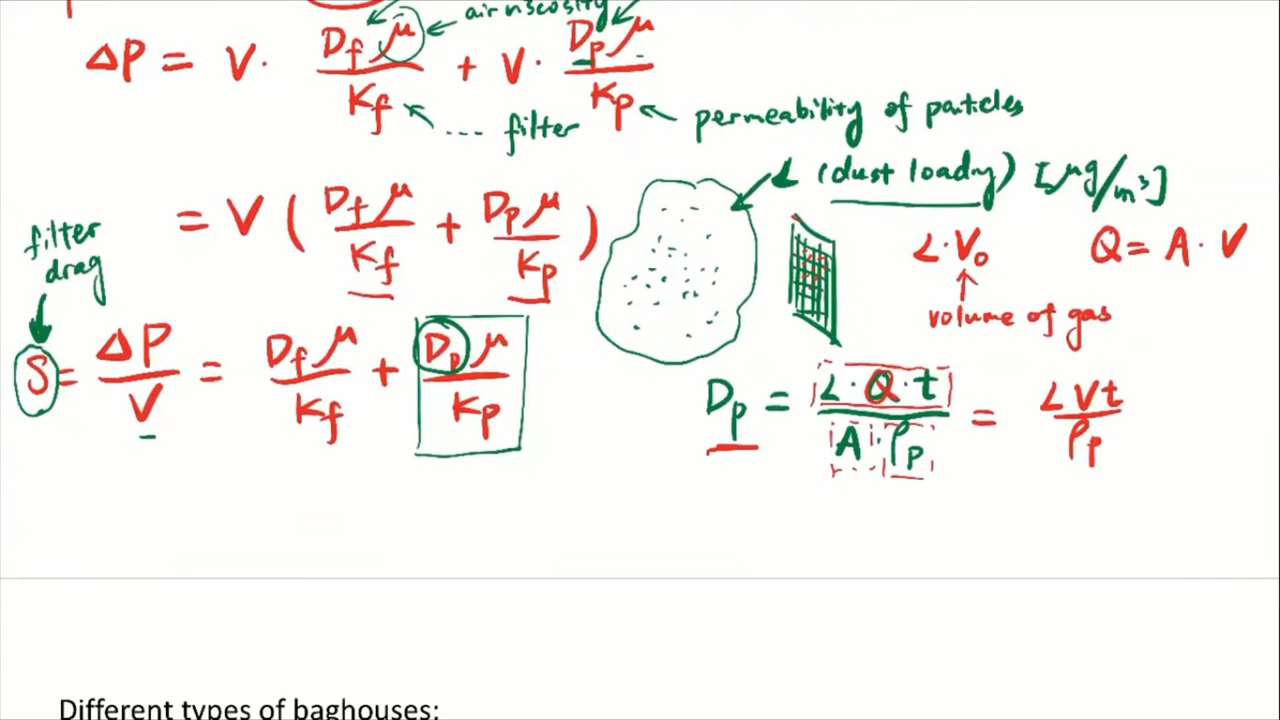 air viscosity
ΔP = V · Df μ / Kf + V · Dp μ / Kp
.... filter
permeability of particles
L (dust loady) [μg/m³]
= V ( Df μ / Kf + Dp μ / Kp )
filter
drag
L·V₀
Q = A · V
volume of gas
S = ΔP / V = Df μ / Kf + Dp μ / Kp
Dp = L·Q·t / A·ρp = L V t / ρp
Different types of baghouses: